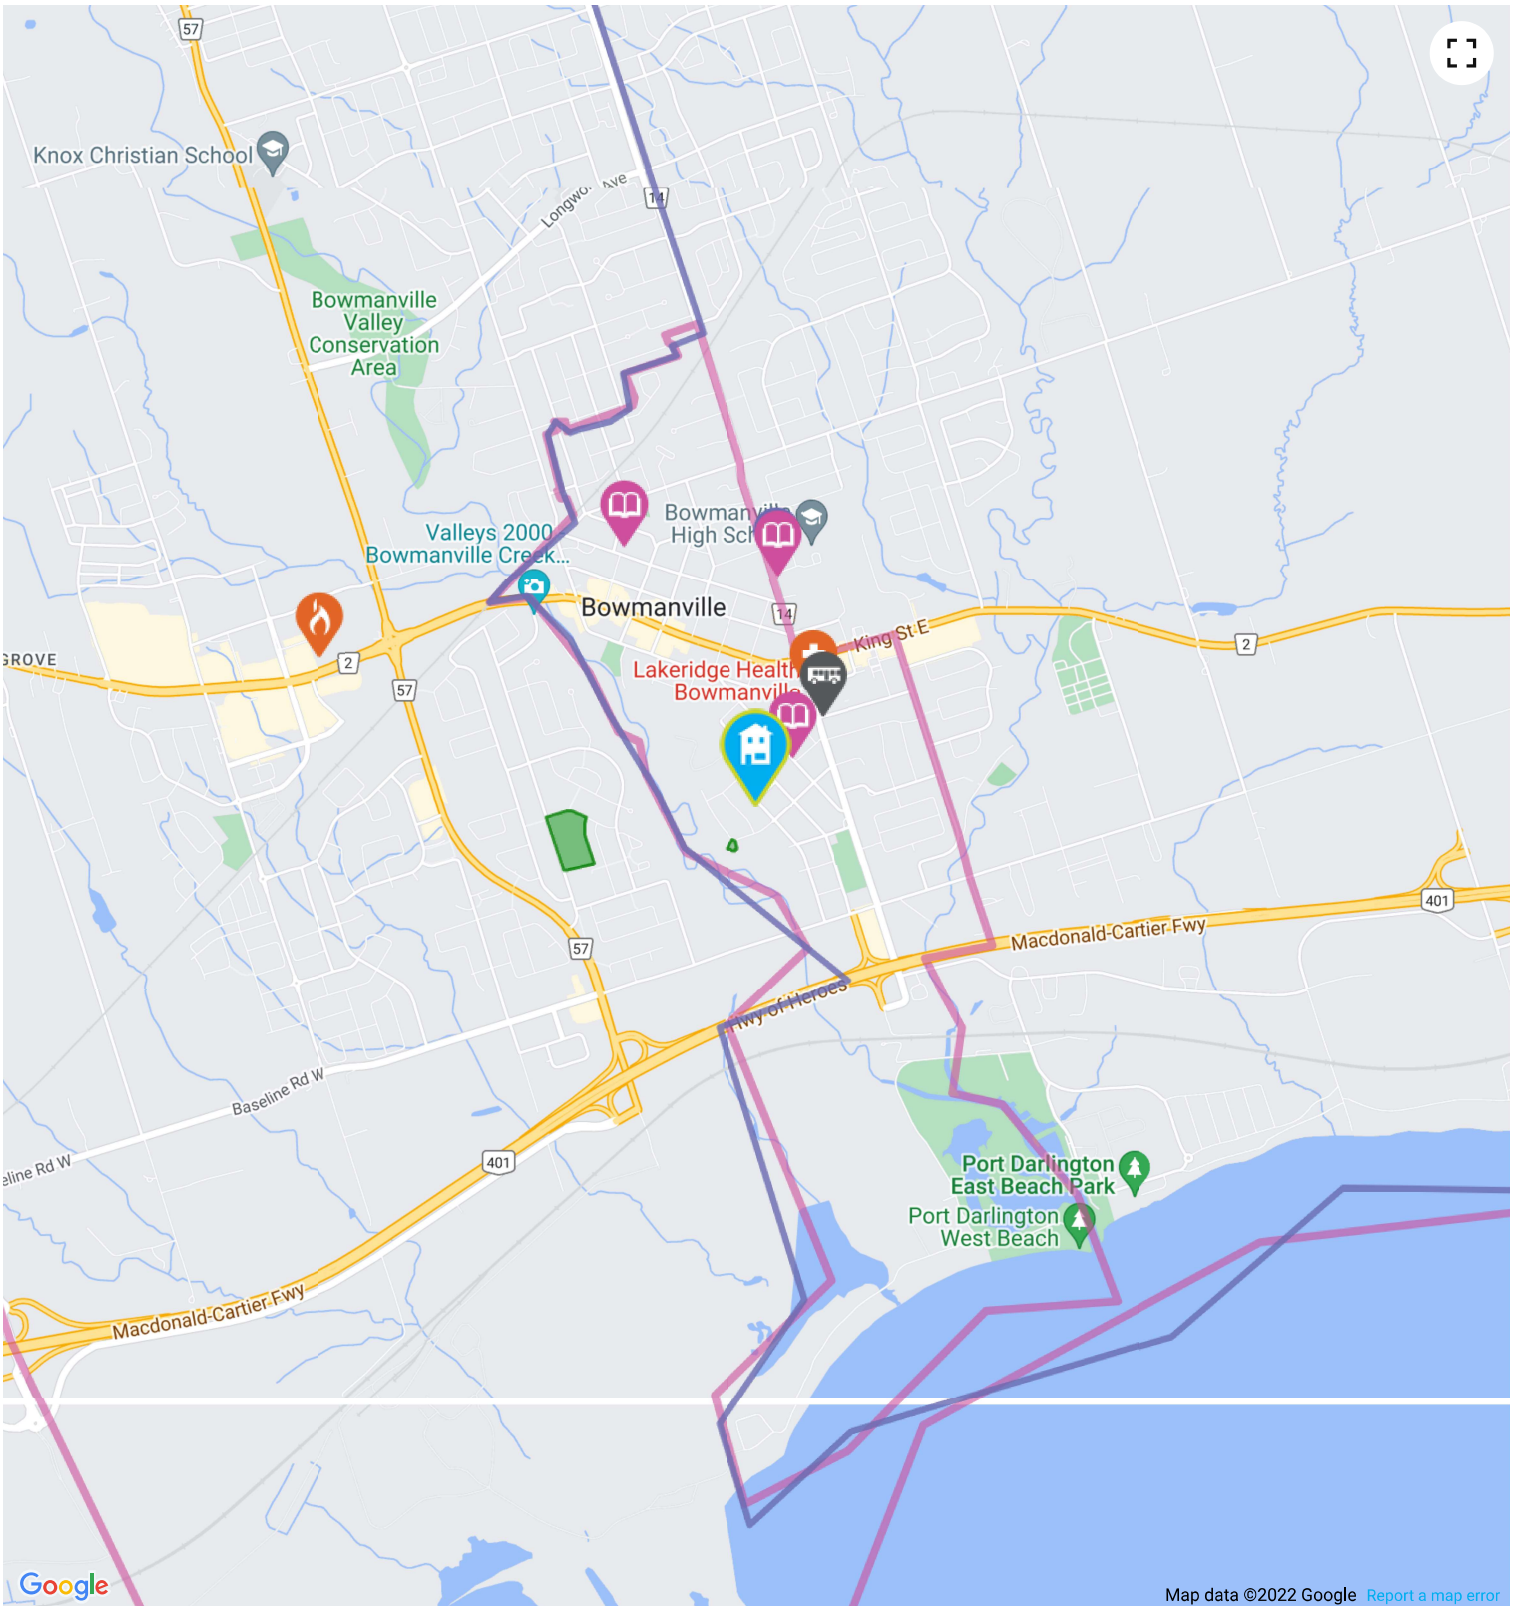 57
Knox Christian School
Longwo
Ave
14
Bowmanville
Valley
Conservation
Area
Bowmanville
High Sch
Valleys 2000
Bowmanville Creek...
Bowmanville
14
King St E
2
GROVE
2
57
Lakeridge Health
Bowmanville
401
Macdonald-Cartier Fwy
57
Hwy of Heroes
Baseline Rd W
eline Rd W
401
Port Darlington
East Beach Park
Port Darlington
West Beach
Macdonald-Cartier Fwy
Google
Map data ©2022 Google Report a map error